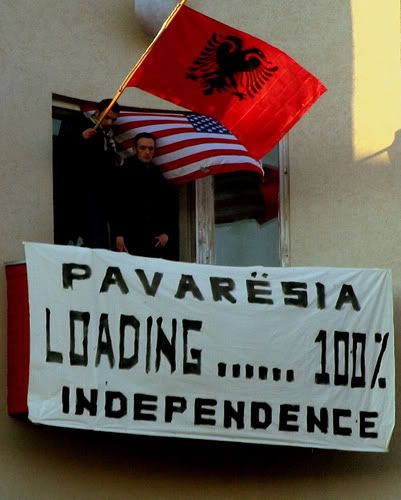 PAVARËSIA
LOADING ...... 100%
INDEPENDENCE